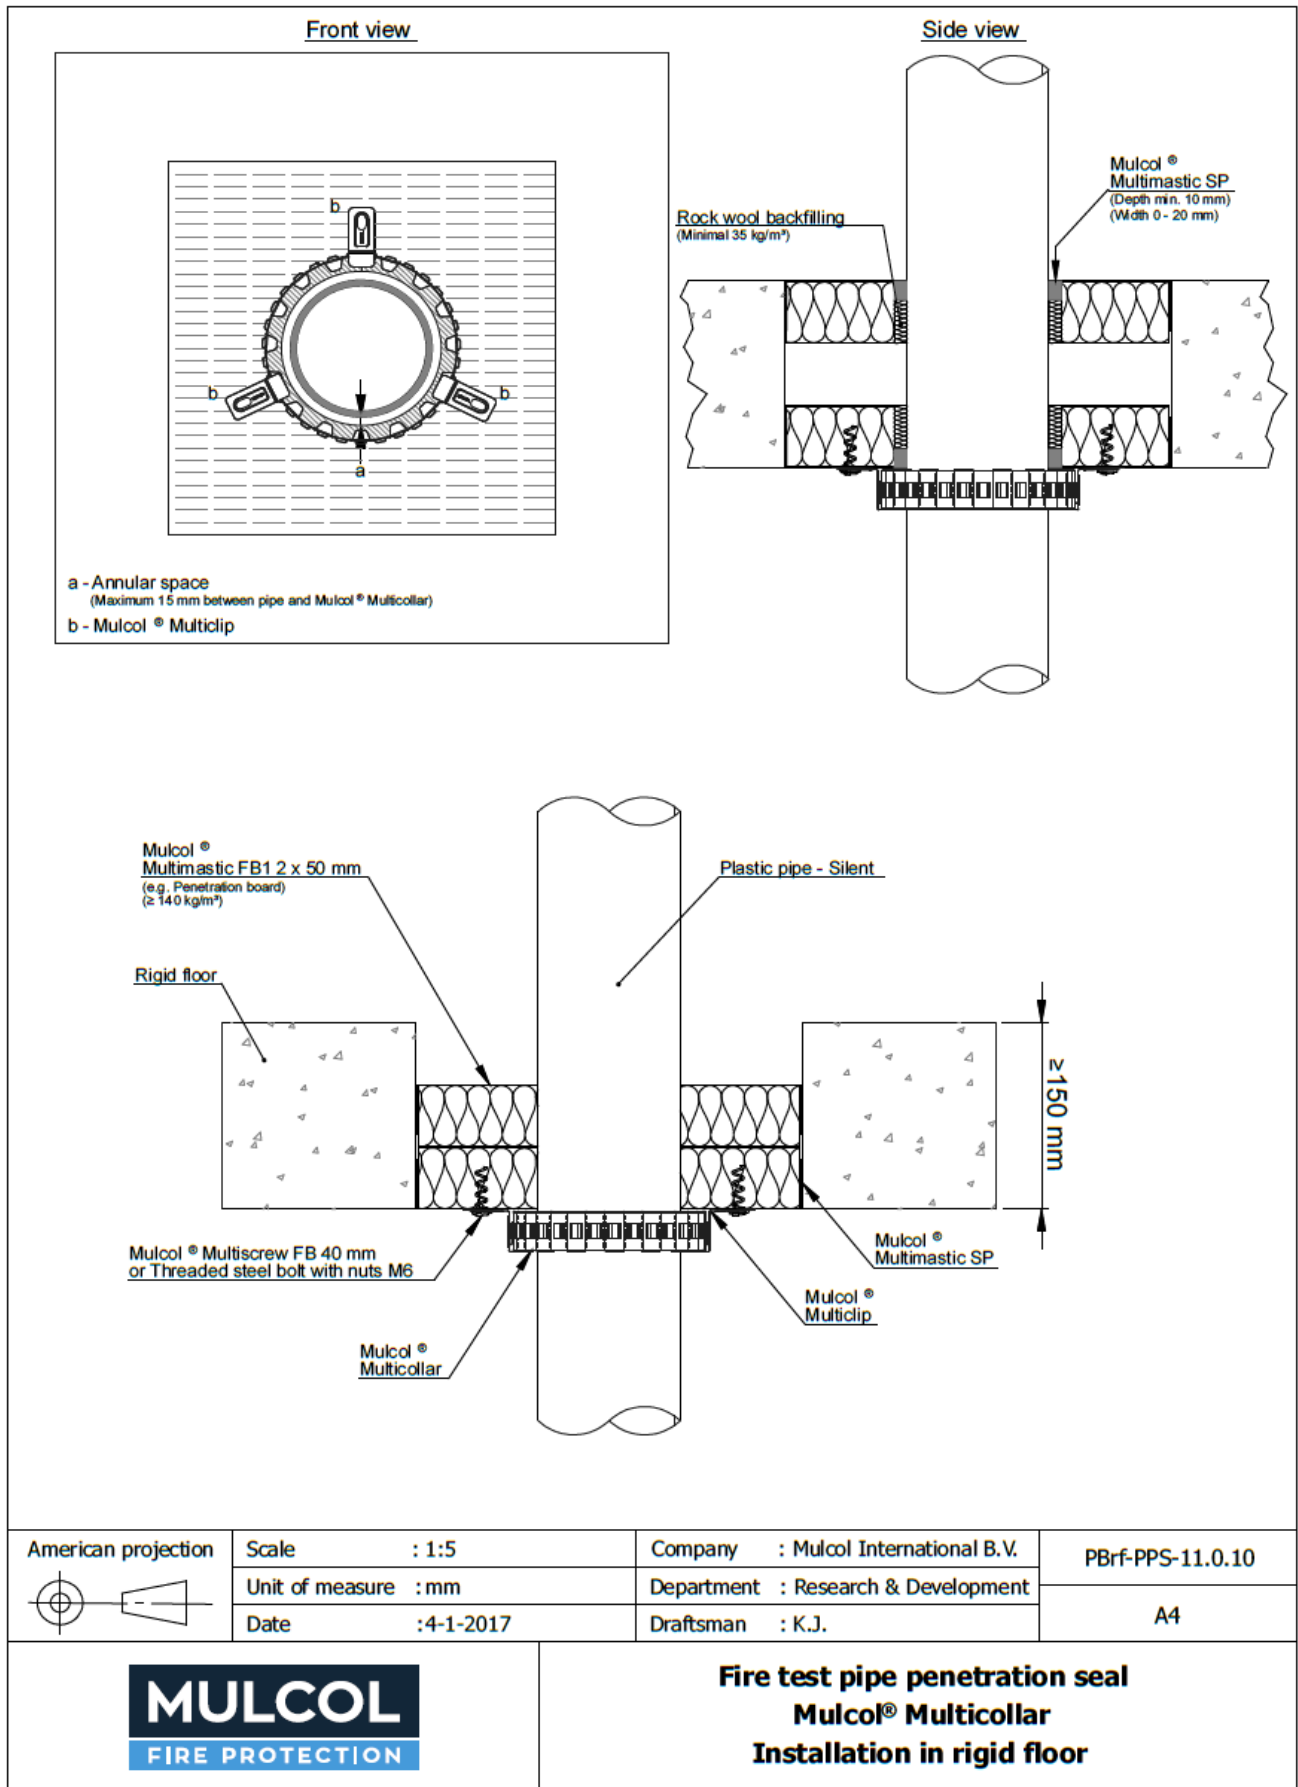 Front view
b
b
b
a
a - Annular space
(Maximum 15 mm between pipe and Mulcol® Multicollar)
b - Mulcol ® Multiclip
Side view
Mulcol ®
Multimastic SP
(Depth min. 10 mm)
(Width 0 - 20 mm)
Rock wool backfilling
(Minimal 35 kg/m³)
Mulcol ®
Multimastic FB1 2 x 50 mm
(e.g. Penetration board)
(≥ 140 kg/m³)
Plastic pipe - Silent
Rigid floor
≥150 mm
Mulcol ® Multiscrew FB 40 mm
or Threaded steel bolt with nuts M6
Mulcol ®
Multimastic SP
Mulcol ®
Multiclip
Mulcol ®
Multicollar
American projection
Scale : 1:5
Unit of measure : mm
Date :4-1-2017
Company : Mulcol International B.V.
Department : Research & Development
Draftsman : K.J.
PBrf-PPS-11.0.10
A4
MULCOL
FIRE PROTECTION
Fire test pipe penetration seal
Mulcol® Multicollar
Installation in rigid floor